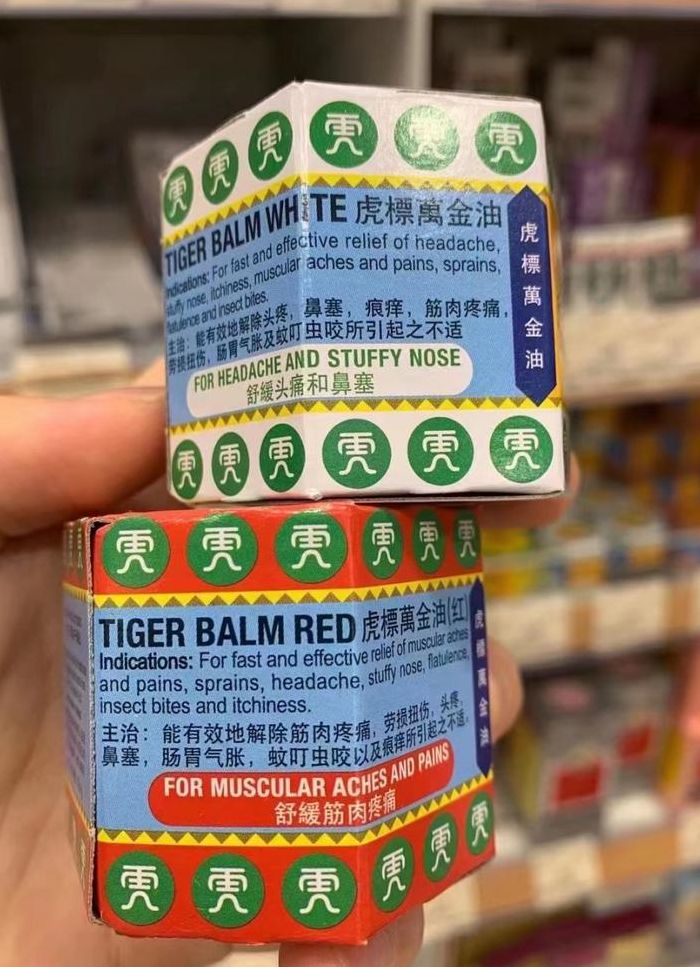 TIGER BALM WHITE 虎標萬金油
Indications: For fast and effective relief of headache,
stuffy nose, itchiness, muscular aches and pains, sprains,
flatulence and insect bites.
主治：能有效地解除头疼，鼻塞，痕痒，筋肉疼痛，
劳损扭伤，肠胃气胀及蚊叮虫咬所引起之不适
FOR HEADACHE AND STUFFY NOSE
舒緩头痛和鼻塞
虎標萬金油
TIGER BALM RED 虎標萬金油(红)
Indications: For fast and effective relief of muscular aches
and pains, sprains, headache, stuffy nose, flatulence,
insect bites and itchiness.
主治：能有效地解除筋肉疼痛，劳损扭伤，头疼，
鼻塞，肠胃气胀，蚊叮虫咬以及痕痒所引起之不适。
FOR MUSCULAR ACHES AND PAINS
舒緩筋肉疼痛
虎標萬金油